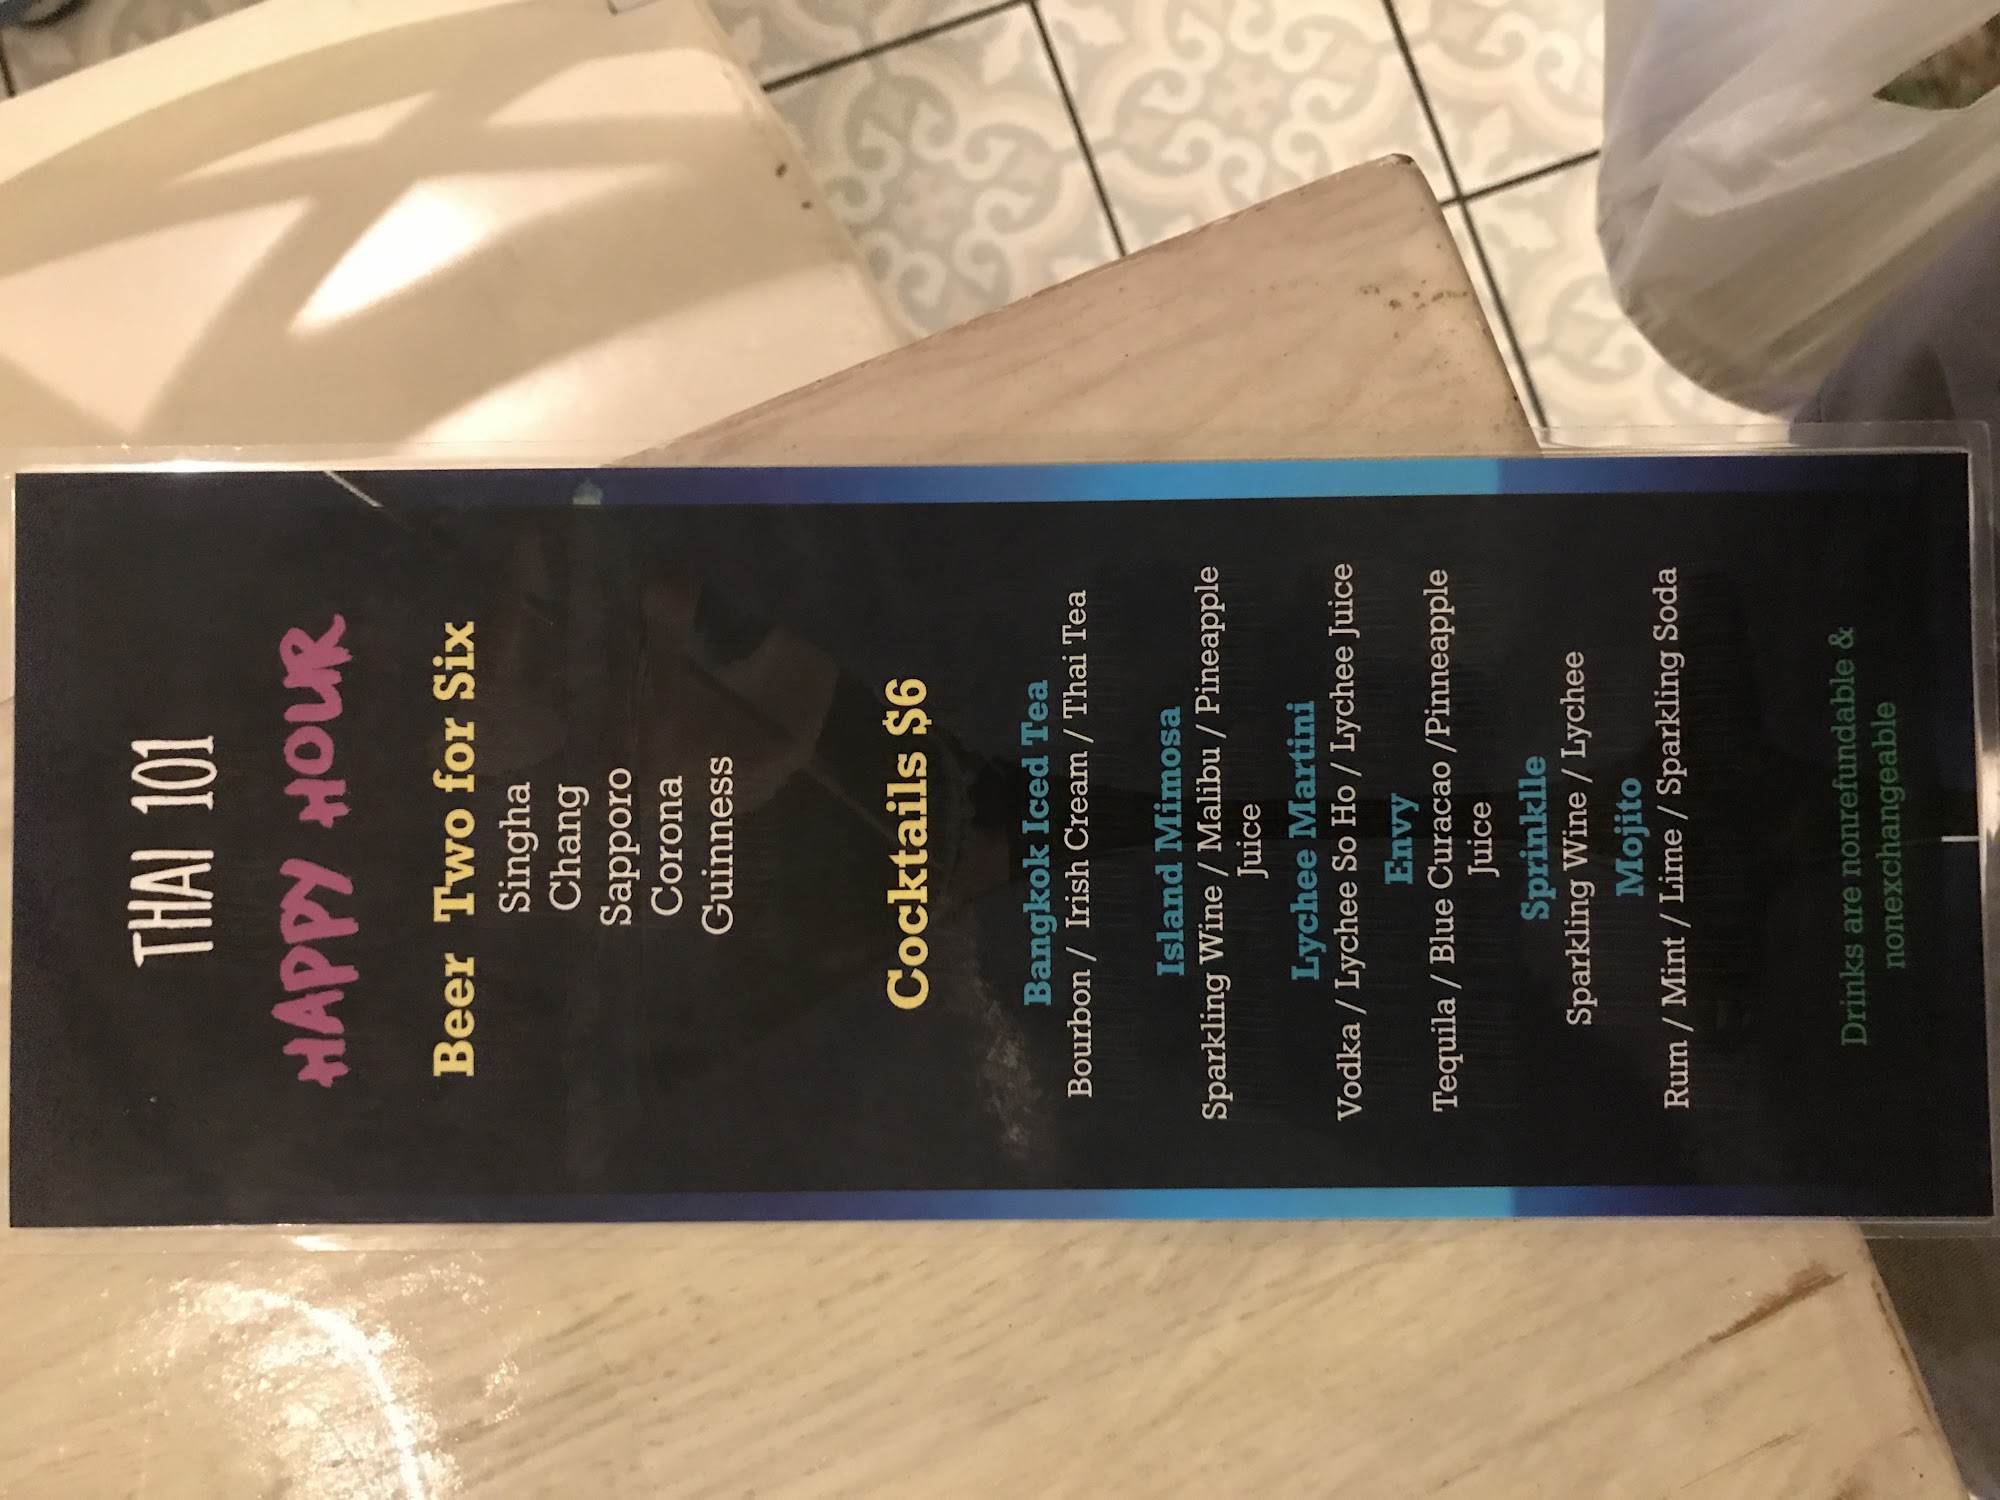 THAI 101
HAPPY HOUR
Beer Two for Six
Singha
Chang
Sapporo
Corona
Guinness
Cocktails $6
Bangkok Iced Tea
Bourbon / Irish Cream / Thai Tea
Island Mimosa
Sparkling Wine / Malibu / Pineapple
Juice
Lychee Martini
Vodka / Lychee So Ho / Lychee Juice
Envy
Tequila / Blue Curacao /Pinneapple
Juice
Sprinklle
Sparkling Wine / Lychee
Mojito
Rum / Mint / Lime / Sparkling Soda
Drinks are nonrefundable &
nonexchangeable